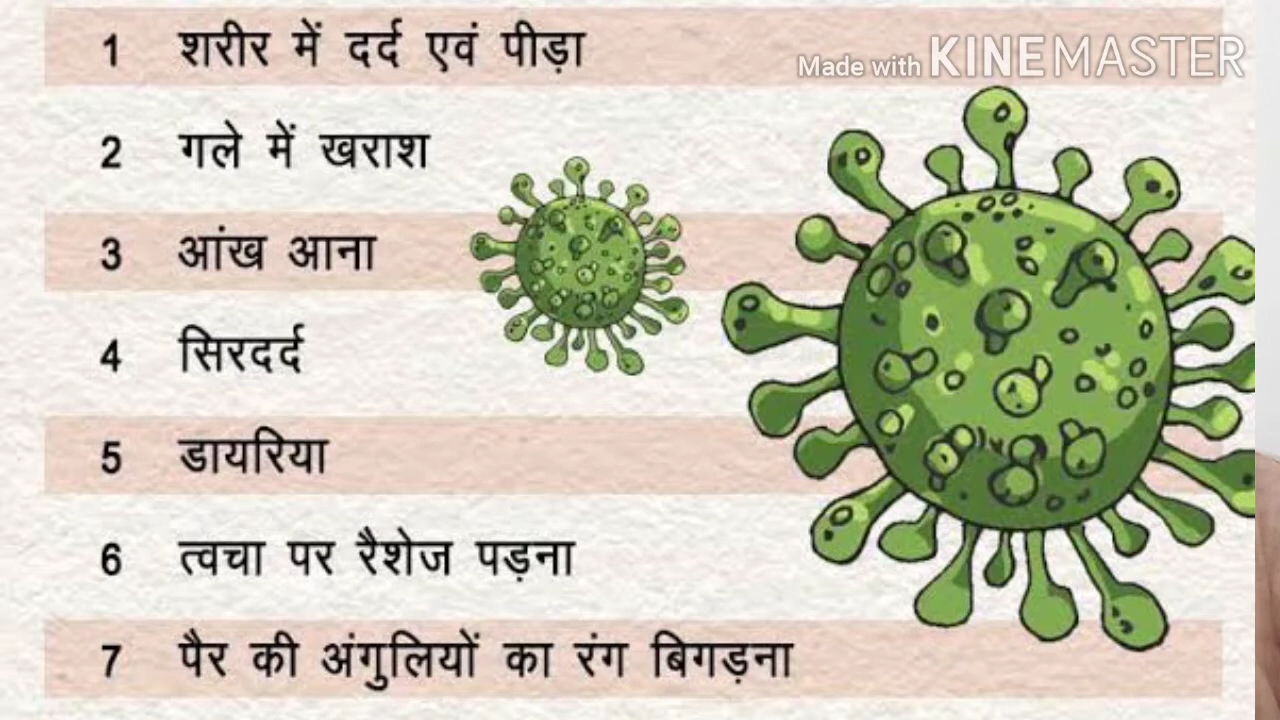 1 शरीर में दर्द एवं पीड़ा
Made with KINEMASTER
2 गले में खराश
3 आंख आना
4 सिरदर्द
5 डायरिया
6 त्वचा पर रैशेज पड़ना
7 पैर की अंगुलियों का रंग बिगड़ना